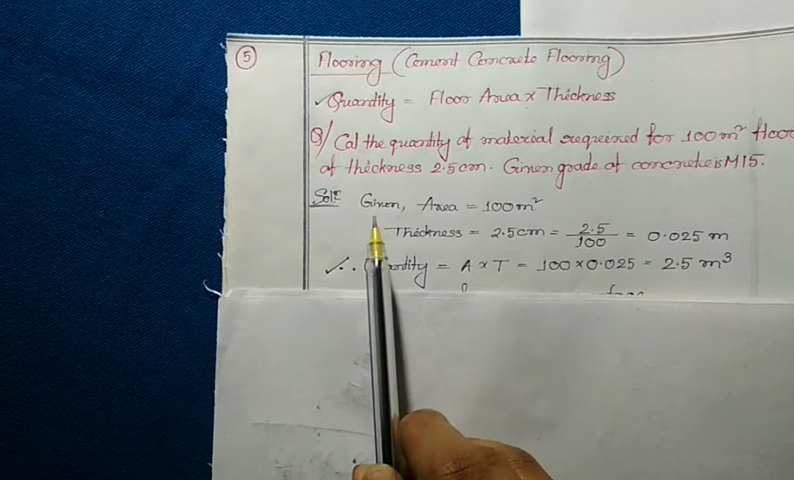 5
Flooring (Cement Concrete Flooring)
✓ Quantity = Floor Area x Thickness
Q/ Cal the quantity of material required for 100m² floor
of thickness 2.5cm. Given grade of concrete is M15.
Solⁿ: Given, Area = 100m²
Thickness = 2.5cm = 2.5/100 = 0.025 m
✓∴ Quantity = A x T = 100 x 0.025 = 2.5 m³